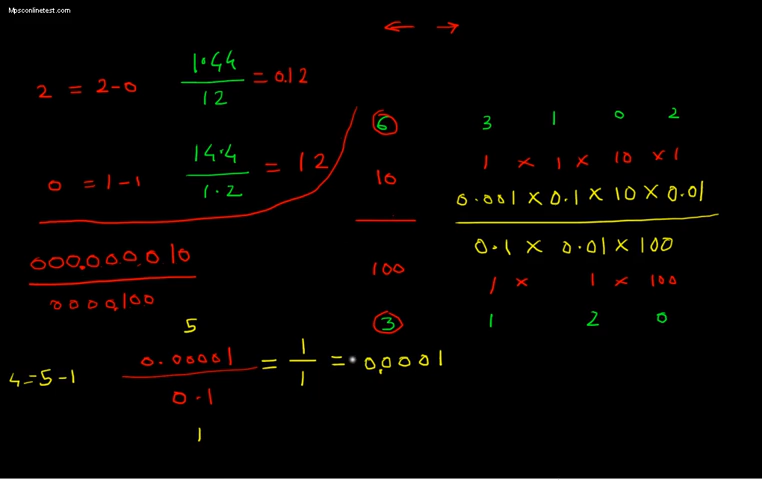 Mpsconlinetest.com
← →
2 = 2-0
1.44
12
= 0.12
0 = 1-1
14.4
1.2
= 12
000.000.010
0000.100
6
10
100
3
3 1 0 2
1 × 1 × 10 × 1
0.001 × 0.1 × 10 × 0.01
0.1 × 0.01 × 100
1 × 1 × 100
1 2 0
5
4=5-1
0.00001
0.1
=
1
1
= 0.0001
1